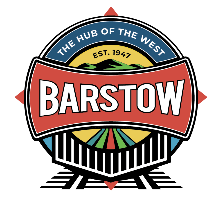 THE HUB OF THE WEST
EST. 1947
BARSTOW